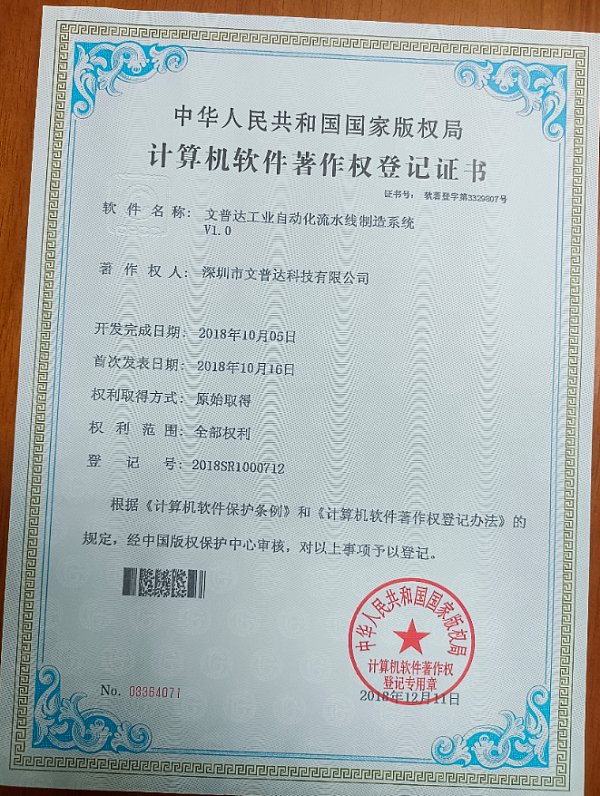 中华人民共和国国家版权局
计算机软件著作权登记证书
证书号： 软著登字第3329807号
软 件 名 称： 文普达工业自动化流水线制造系统
V1.0
著 作 权 人： 深圳市文普达科技有限公司
开发完成日期： 2018年10月05日
首次发表日期： 2018年10月16日
权利取得方式： 原始取得
权 利 范 围： 全部权利
登 记 号： 2018SR1000712
根据《计算机软件保护条例》和《计算机软件著作权登记办法》的
规定，经中国版权保护中心审核，对以上事项予以登记。
中华人民共和国国家版权局
计算机软件著作权
登记专用章
No. 03364071
2018年12月11日